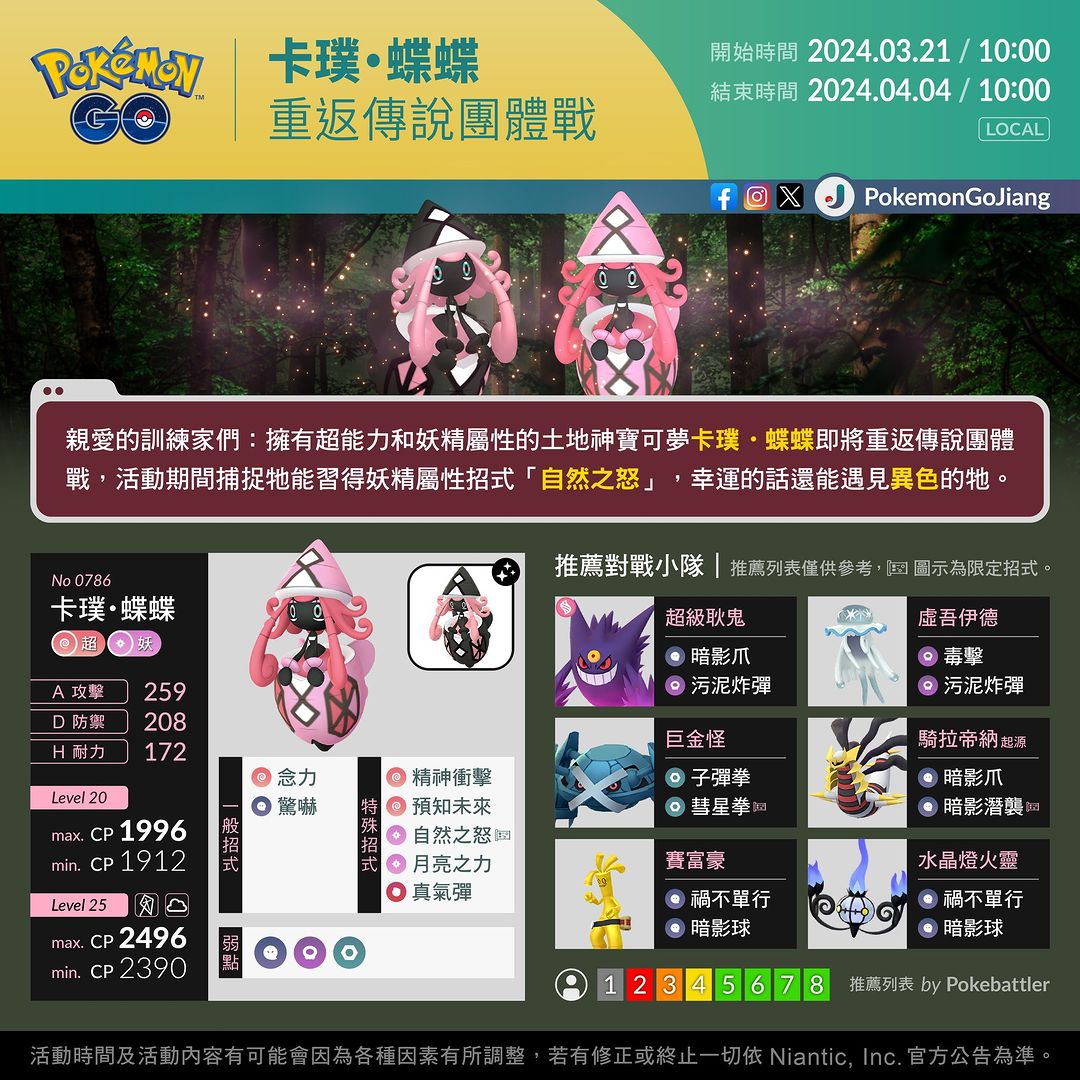 POKÉMON GO TM
卡璞·蝶蝶
重返傳說團體戰
開始時間 2024.03.21 / 10:00
結束時間 2024.04.04 / 10:00
LOCAL
PokemonGoJiang
親愛的訓練家們：擁有超能力和妖精屬性的土地神寶可夢卡璞·蝶蝶即將重返傳說團體
戰，活動期間捕捉牠能習得妖精屬性招式「自然之怒」，幸運的話還能遇見異色的牠。
No 0786
卡璞·蝶蝶
超 妖
A 攻擊 259
D 防禦 208
H 耐力 172
Level 20
max. CP 1996
min. CP 1912
Level 25
max. CP 2496
min. CP 2390
一般招式
念力
驚嚇
特殊招式
精神衝擊
預知未來
自然之怒
月亮之力
真氣彈
弱點
推薦對戰小隊｜推薦列表僅供參考，圖示為限定招式。
超級耿鬼
暗影爪
污泥炸彈
虛吾伊德
毒擊
污泥炸彈
巨金怪
子彈拳
彗星拳
騎拉帝納 起源
暗影爪
暗影潛襲
賽富豪
禍不單行
暗影球
水晶燈火靈
禍不單行
暗影球
1 2 3 4 5 6 7 8
推薦列表 by Pokebattler
活動時間及活動內容有可能會因為各種因素有所調整，若有修正或終止一切依 Niantic, Inc. 官方公告為準。